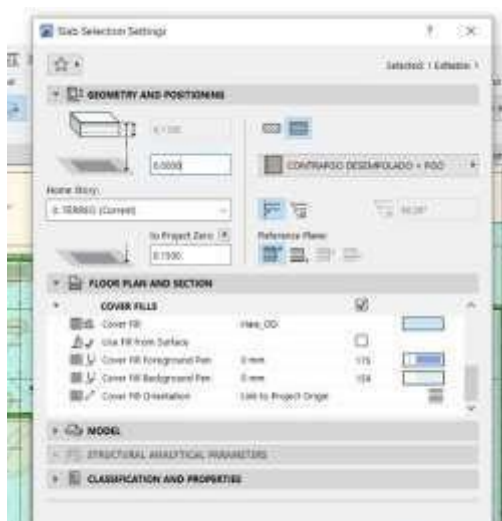 Slab Selection Settings
? ×
Selected: 1 Editable: 1
GEOMETRY AND POSITIONING
0.0000
CONTRAPISO DESEMPOLADO + PISO
Home Story:
0. TERREO (Current)
to Project Zero
Reference Plane:
0.1500
FLOOR PLAN AND SECTION
COVER FILLS
Cover Fill
Use Fill from Surface
Cover Fill Foreground Pen 0 mm 175
Cover Fill Background Pen 0 mm
Cover Fill Orientation Link to Project Origin
MODEL
STRUCTURAL ANALYTICAL PARAMETERS
CLASSIFICATION AND PROPERTIES